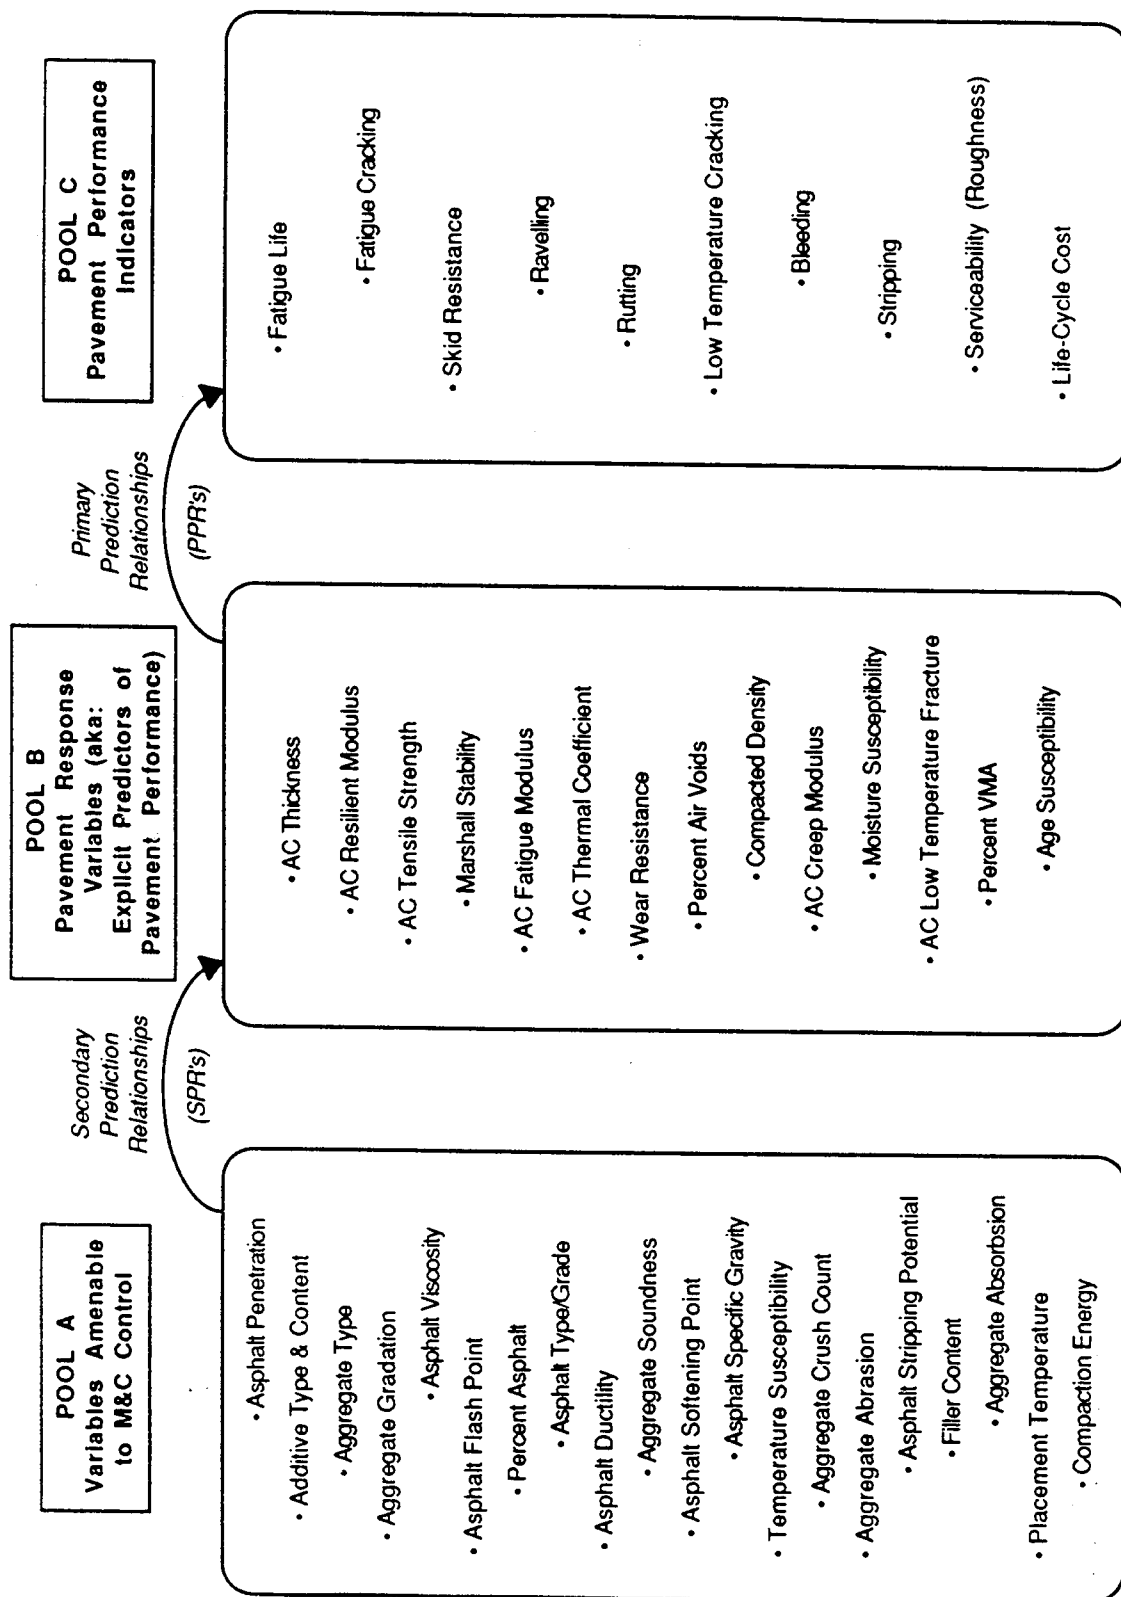 POOL A
Variables Amenable
to M&C Control
• Asphalt Penetration
• Additive Type & Content
• Aggregate Type
• Aggregate Gradation
• Asphalt Viscosity
• Asphalt Flash Point
• Percent Asphalt
• Asphalt Type/Grade
• Asphalt Ductility
• Aggregate Soundness
• Asphalt Softening Point
• Asphalt Specific Gravity
• Temperature Susceptibility
• Aggregate Crush Count
• Aggregate Abrasion
• Asphalt Stripping Potential
• Filler Content
• Aggregate Absorbsion
• Placement Temperature
• Compaction Energy
Secondary
Prediction
Relationships
(SPR's)
POOL B
Pavement Response
Variables (aka:
Explicit Predictors of
Pavement Performance)
• AC Thickness
• AC Resilient Modulus
• AC Tensile Strength
• Marshall Stability
• AC Fatigue Modulus
• AC Thermal Coefficient
• Wear Resistance
• Percent Air Voids
• Compacted Density
• AC Creep Modulus
• Moisture Susceptibility
• AC Low Temperature Fracture
• Percent VMA
• Age Susceptibility
Primary
Prediction
Relationships
(PPR's)
POOL C
Pavement Performance
Indicators
• Fatigue Life
• Fatigue Cracking
• Skid Resistance
• Ravelling
• Rutting
• Low Temperature Cracking
• Bleeding
• Stripping
• Serviceability (Roughness)
• Life-Cycle Cost